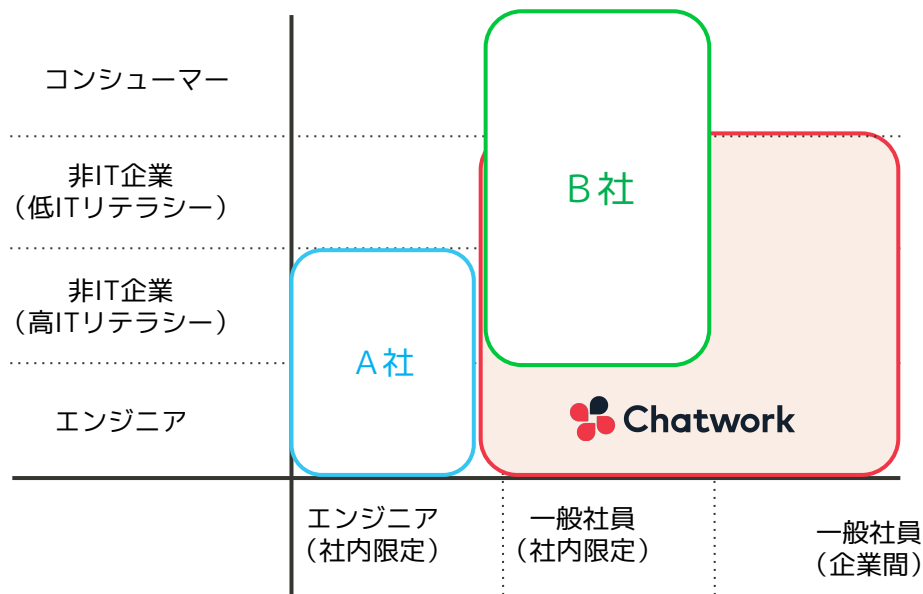 コンシューマー
非IT企業
（低ITリテラシー）
非IT企業
（高ITリテラシー）
エンジニア
B社
A社
Chatwork
エンジニア
（社内限定）
一般社員
（社内限定）
一般社員
（企業間）